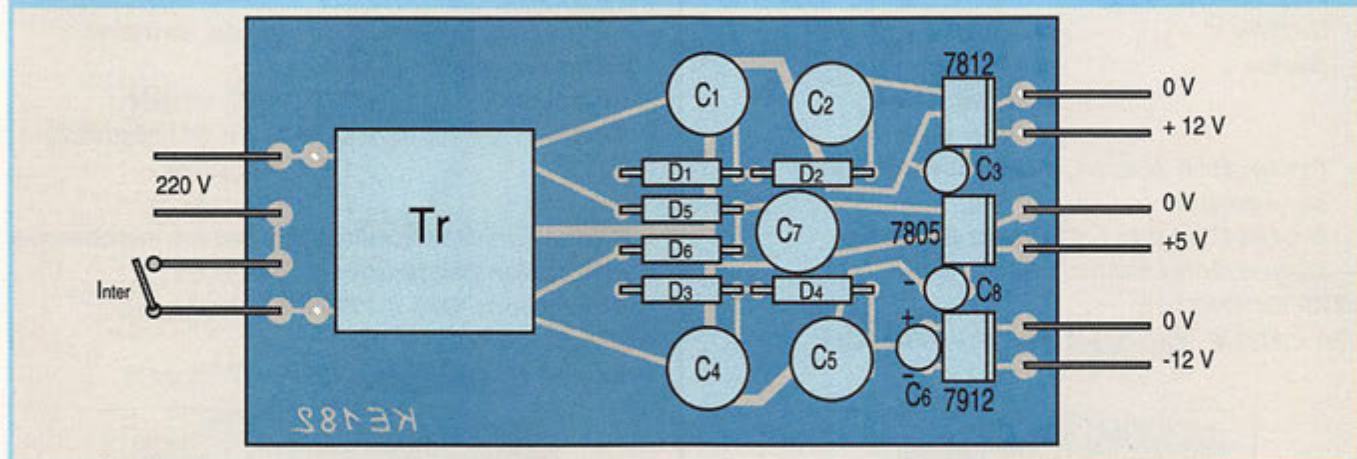 7812
0 V
+ 12 V
C1
C2
C3
220 V
D1
D2
D5
0 V
Tr
C7
7805
+5 V
D6
Inter
D3
D4
-
C8
+
0 V
C4
C5
-12 V
-
C6
7912
KE182